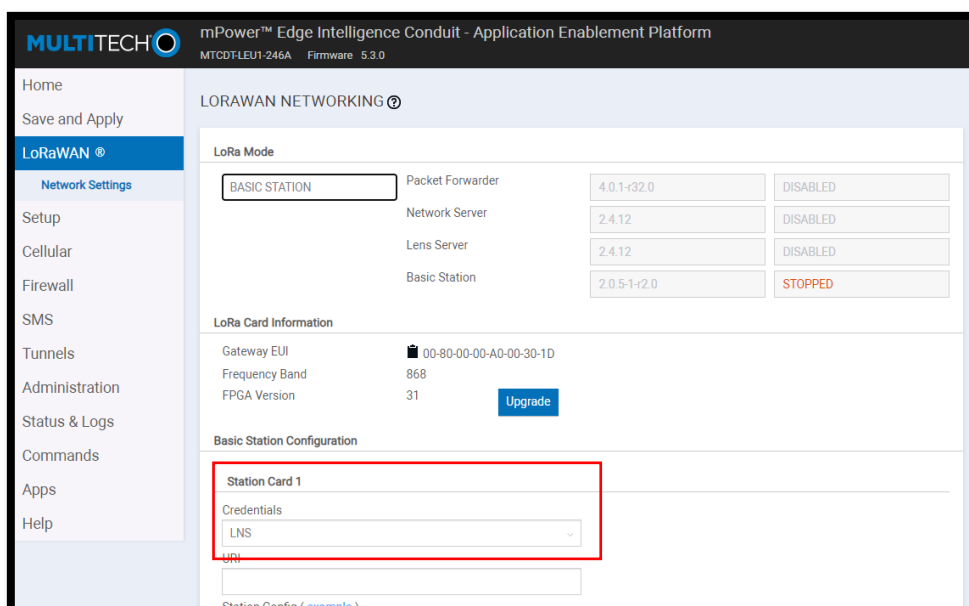 MULTITECH
mPower™ Edge Intelligence Conduit - Application Enablement Platform
MTCDT-LEU1-246A Firmware 5.3.0
Home
Save and Apply
LoRaWAN ®
Network Settings
Setup
Cellular
Firewall
SMS
Tunnels
Administration
Status & Logs
Commands
Apps
Help
LORAWAN NETWORKING ?
LoRa Mode
BASIC STATION
Packet Forwarder 4.0.1-r32.0 DISABLED
Network Server 2.4.12 DISABLED
Lens Server 2.4.12 DISABLED
Basic Station 2.0.5-1-r2.0 STOPPED
LoRa Card Information
Gateway EUI 00-80-00-00-A0-00-30-1D
Frequency Band 868
FPGA Version 31 Upgrade
Basic Station Configuration
Station Card 1
Credentials
LNS
URI
Station Config ( example )